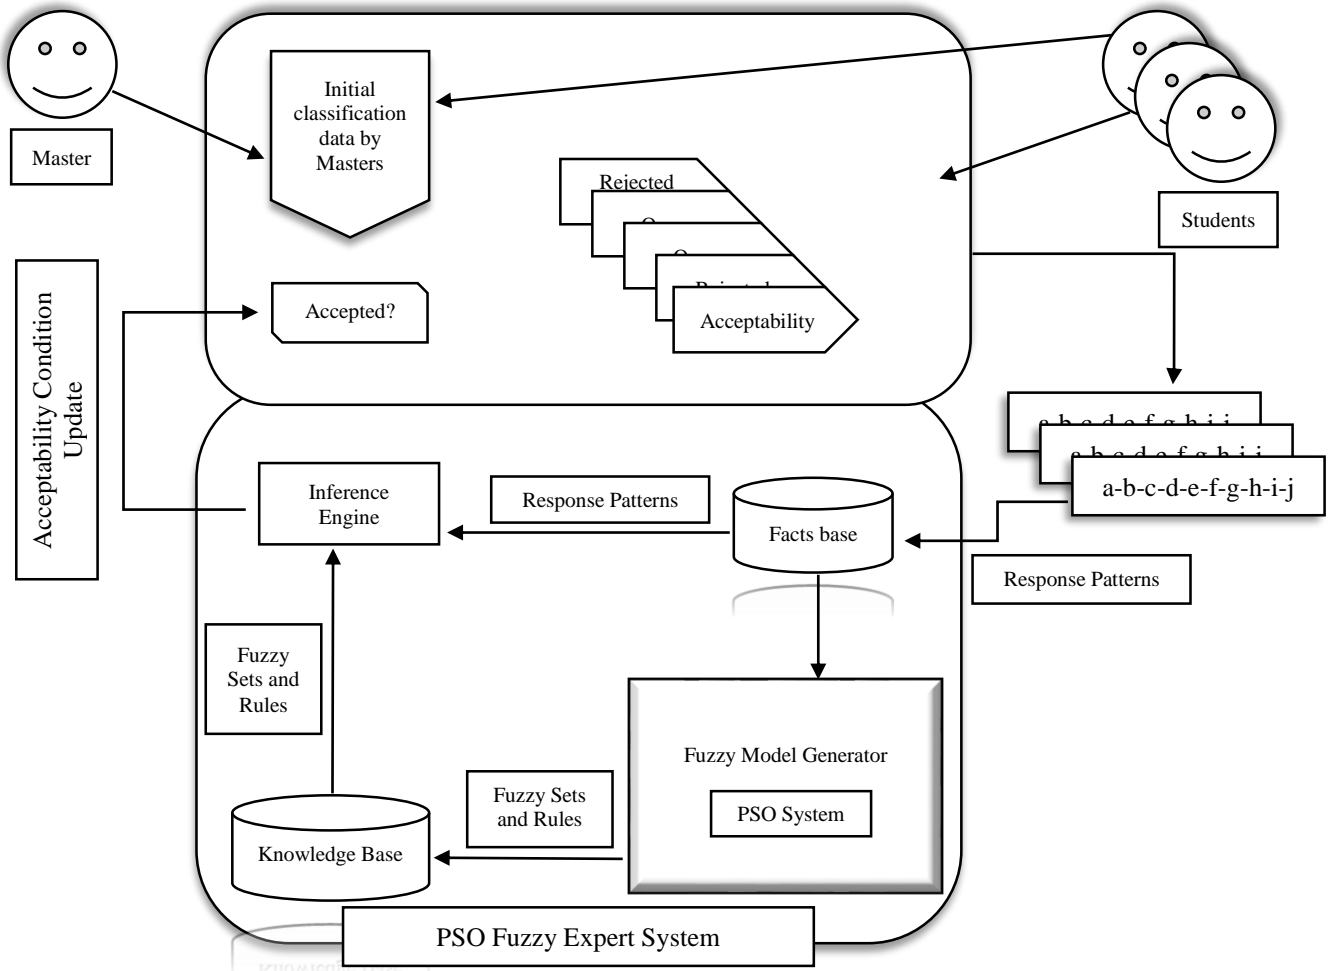 Initial
classification
data by
Masters
Master
Rejected
Students
Accepted?
Acceptability
Acceptability Condition
Update
a-b-c-d-e-f-g-h-i-j
a-b-c-d-e-f-g-h-i-j
a-b-c-d-e-f-g-h-i-j
Inference
Engine
Response Patterns
Facts base
Response Patterns
Fuzzy
Sets and
Rules
Fuzzy Model Generator
PSO System
Fuzzy Sets
and Rules
Knowledge Base
PSO Fuzzy Expert System